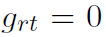 g_{rt} = 0